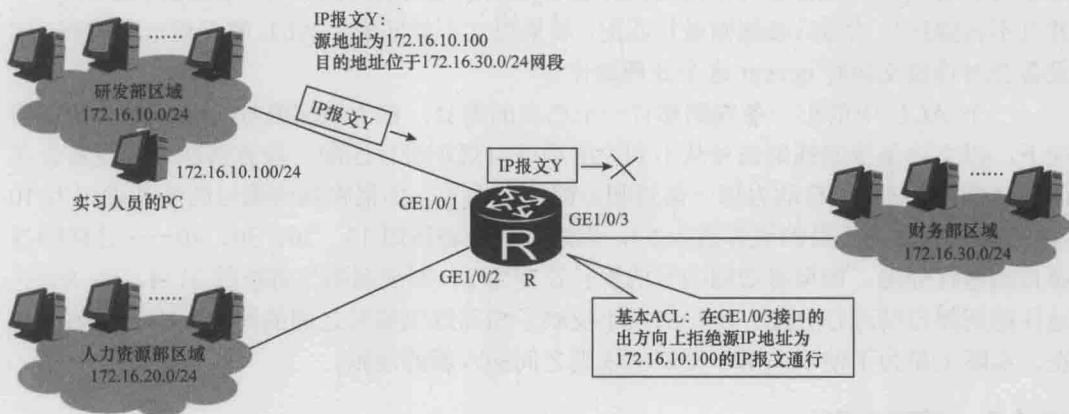 IP报文Y：
源地址为172.16.10.100
目的地址位于172.16.30.0/24网段
研发部区域
172.16.10.0/24
IP报文Y
172.16.10.100/24
实习人员的PC
IP报文Y
GE1/0/1
GE1/0/3
R
GE1/0/2
R
财务部区域
172.16.30.0/24
基本ACL：在GE1/0/3接口的
出方向上拒绝源IP地址为
172.16.10.100的IP报文通行
人力资源部区域
172.16.20.0/24